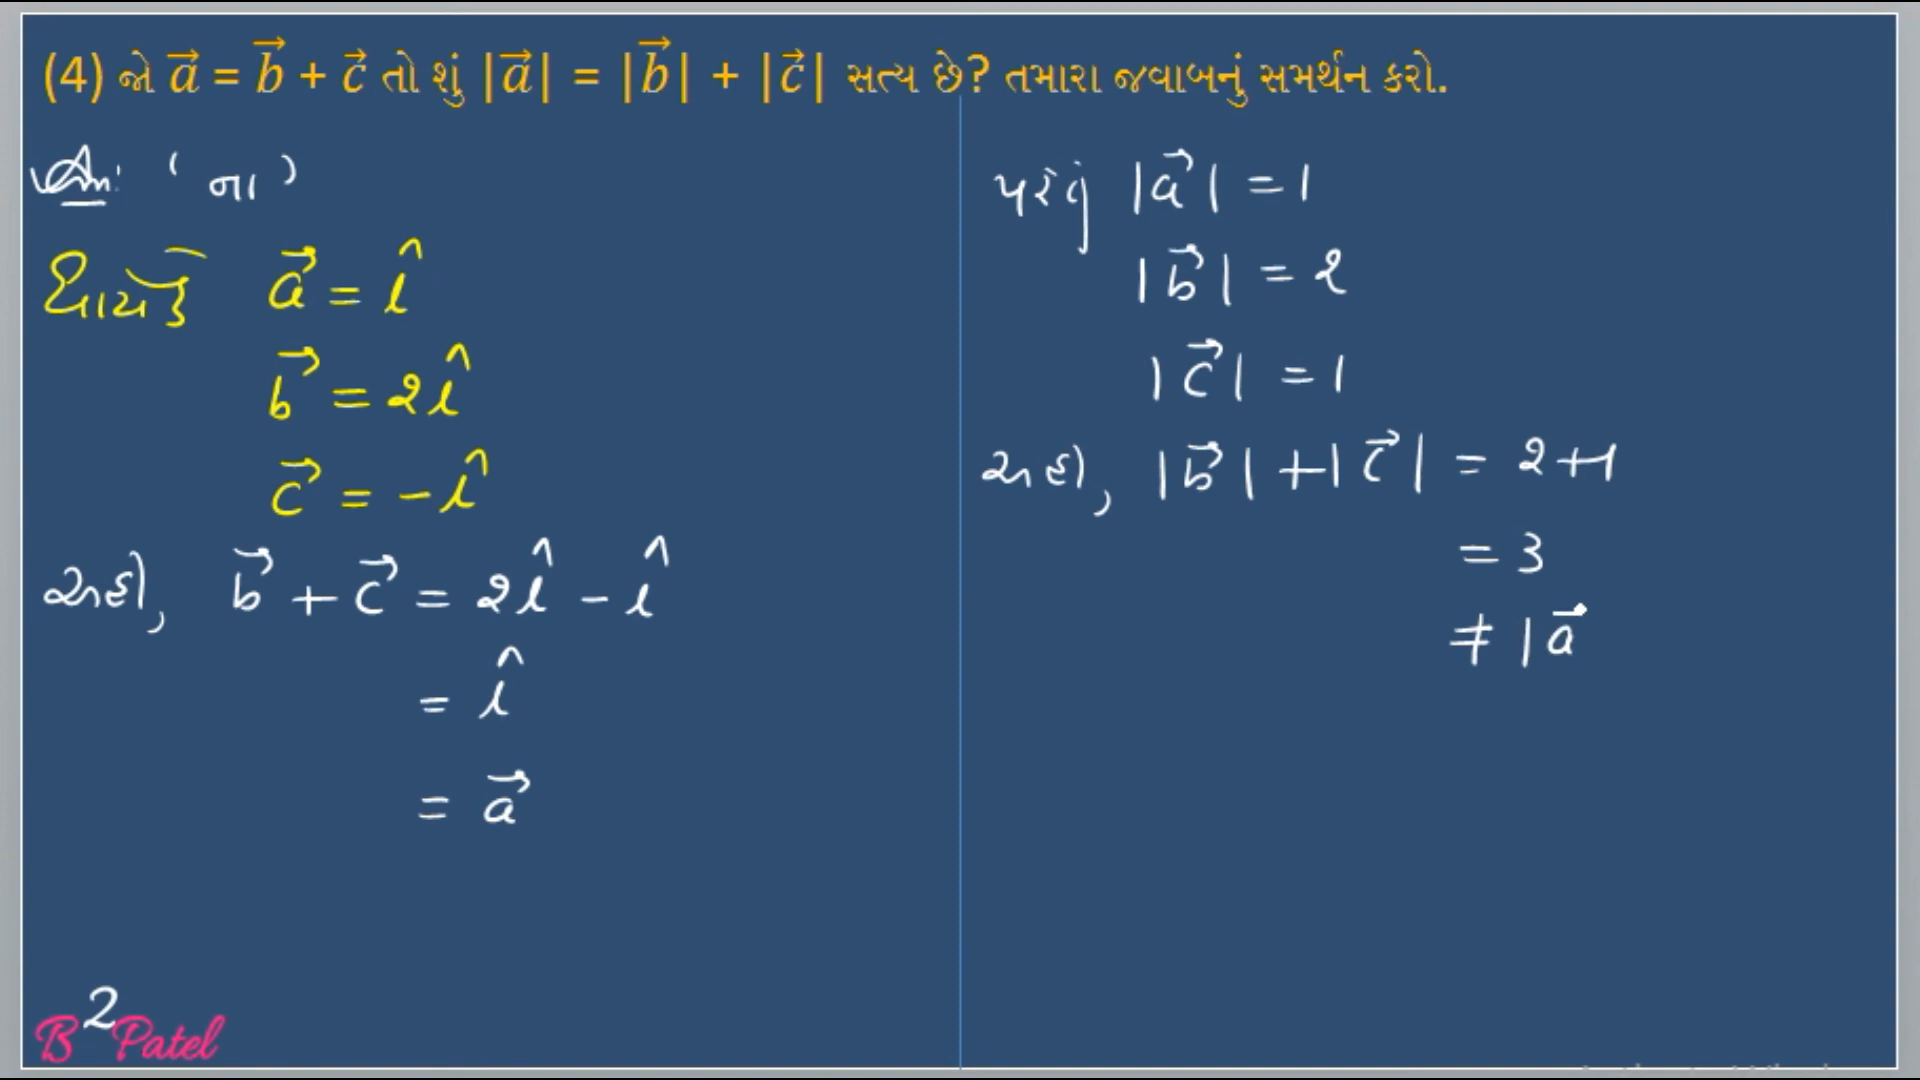 (4) જો a⃗ = b⃗ + c⃗ તો શું |a⃗| = |b⃗| + |c⃗| સત્ય છે? તમારા જવાબનું સમર્થન કરો.
'ના'
ધારોકે a⃗ = î
b⃗ = 2î
c⃗ = -î
અહીં, b⃗ + c⃗ = 2î - î
= î
= a⃗
પરંતુ |a⃗| = 1
|b⃗| = 2
|c⃗| = 1
અહીં, |b⃗| + |c⃗| = 2+1
= 3
≠ |a⃗
B2 Patel